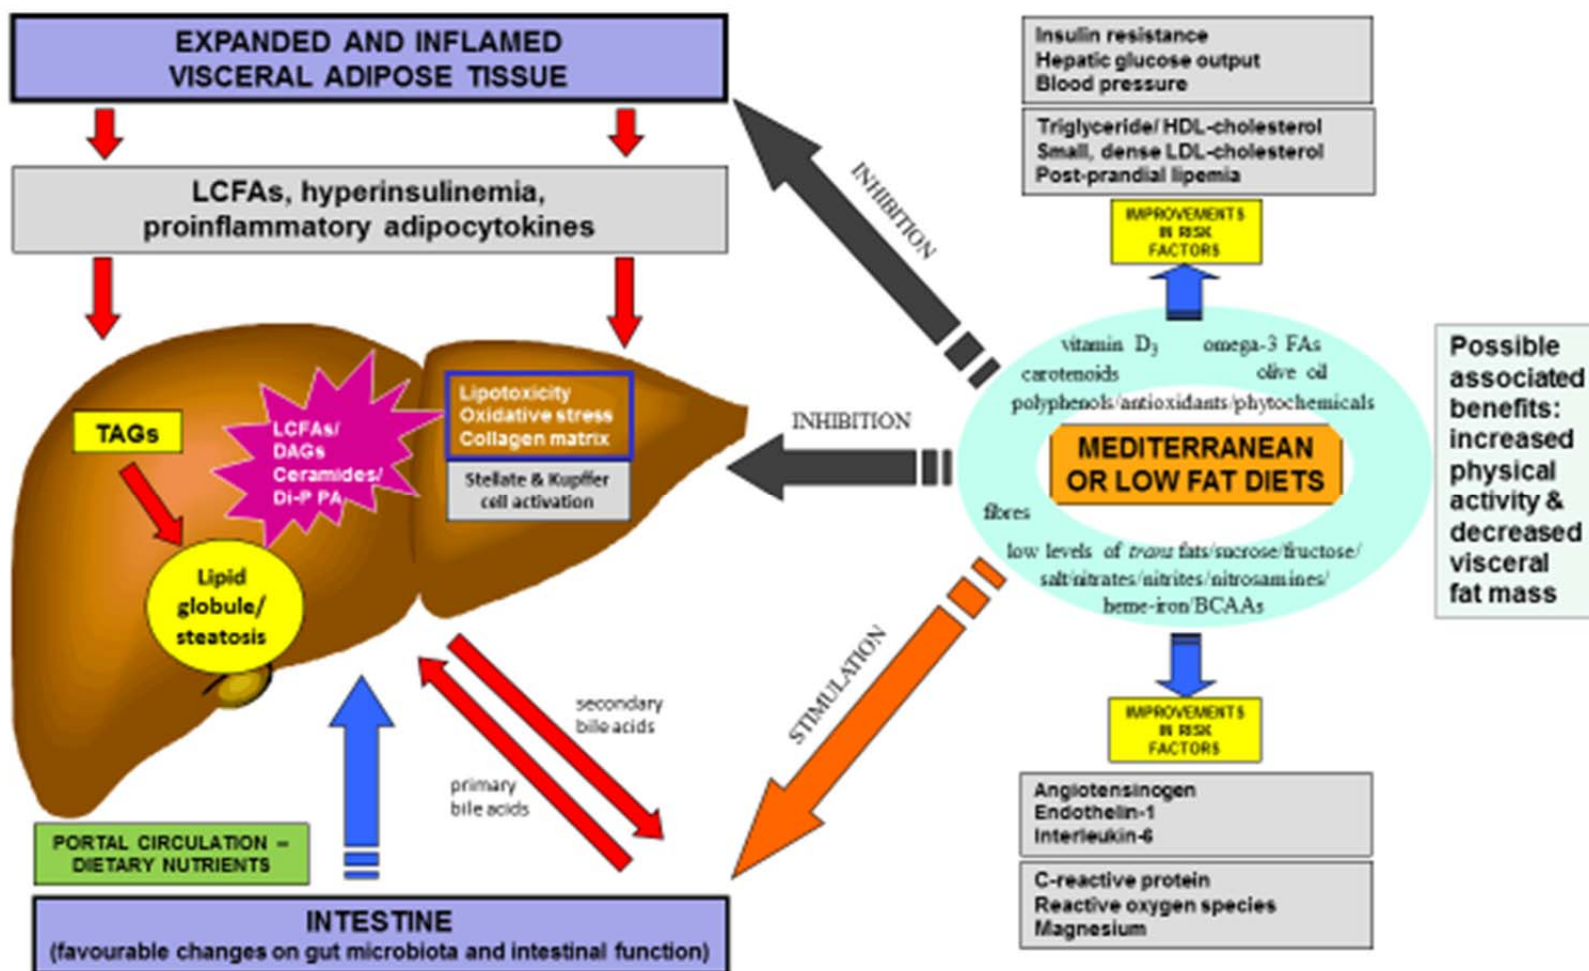 EXPANDED AND INFLAMED
VISCERAL ADIPOSE TISSUE
LCFAs, hyperinsulinemia,
proinflammatory adipocytokines
TAGs
LCFAs/
DAGs
Ceramides/
Di-P PA
Lipotoxicity
Oxidative stress
Collagen matrix
Stellate & Kupffer
cell activation
Lipid
globule/
steatosis
secondary
bile acids
primary
bile acids
PORTAL CIRCULATION –
DIETARY NUTRIENTS
INTESTINE
(favourable changes on gut microbiota and intestinal function)
INHIBITION
INHIBITION
STIMULATION
Insulin resistance
Hepatic glucose output
Blood pressure
Triglyceride/ HDL-cholesterol
Small, dense LDL-cholesterol
Post-prandial lipemia
IMPROVEMENTS
IN RISK
FACTORS
vitamin D3 omega-3 FAs
carotenoids olive oil
polyphenols/antioxidants/phytochemicals
MEDITERRANEAN
OR LOW FAT DIETS
fibres
low levels of trans fats/sucrose/fructose/
salt/nitrates/nitrites/nitrosamines/
heme-iron/BCAAs
IMPROVEMENTS
IN RISK
FACTORS
Angiotensinogen
Endothelin-1
Interleukin-6
C-reactive protein
Reactive oxygen species
Magnesium
Possible
associated
benefits:
increased
physical
activity &
decreased
visceral
fat mass